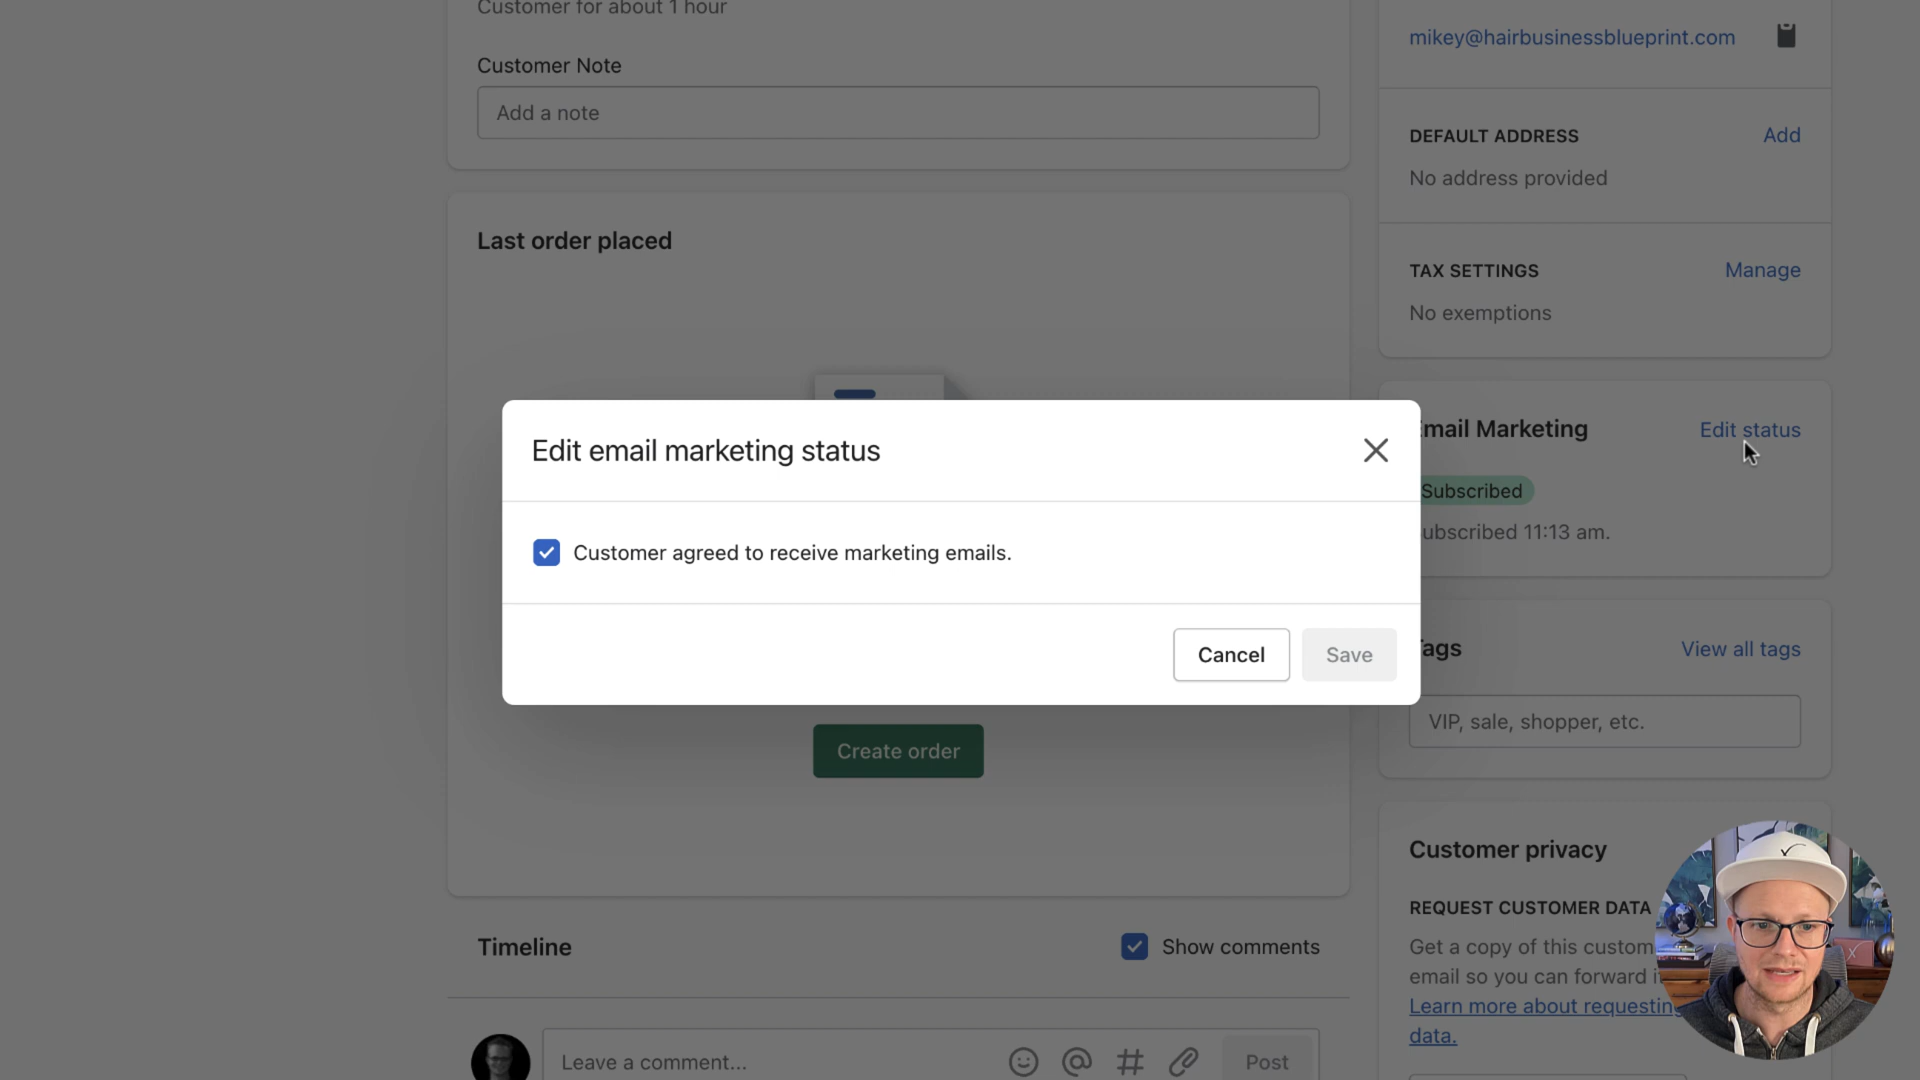 Customer for about 1 hour
Customer Note
Add a note
Last order placed
Create order
Timeline
Show comments
Leave a comment...
Post
mikey@hairbusinessblueprint.com
DEFAULT ADDRESS
Add
No address provided
TAX SETTINGS
Manage
No exemptions
mail Marketing
Edit status
Subscribed
ubscribed 11:13 am.
Edit email marketing status
Customer agreed to receive marketing emails.
Cancel
Save
ags
View all tags
VIP, sale, shopper, etc.
Customer privacy
REQUEST CUSTOMER DATA
Get a copy of this custom
email so you can forward i
Learn more about requesting
data.